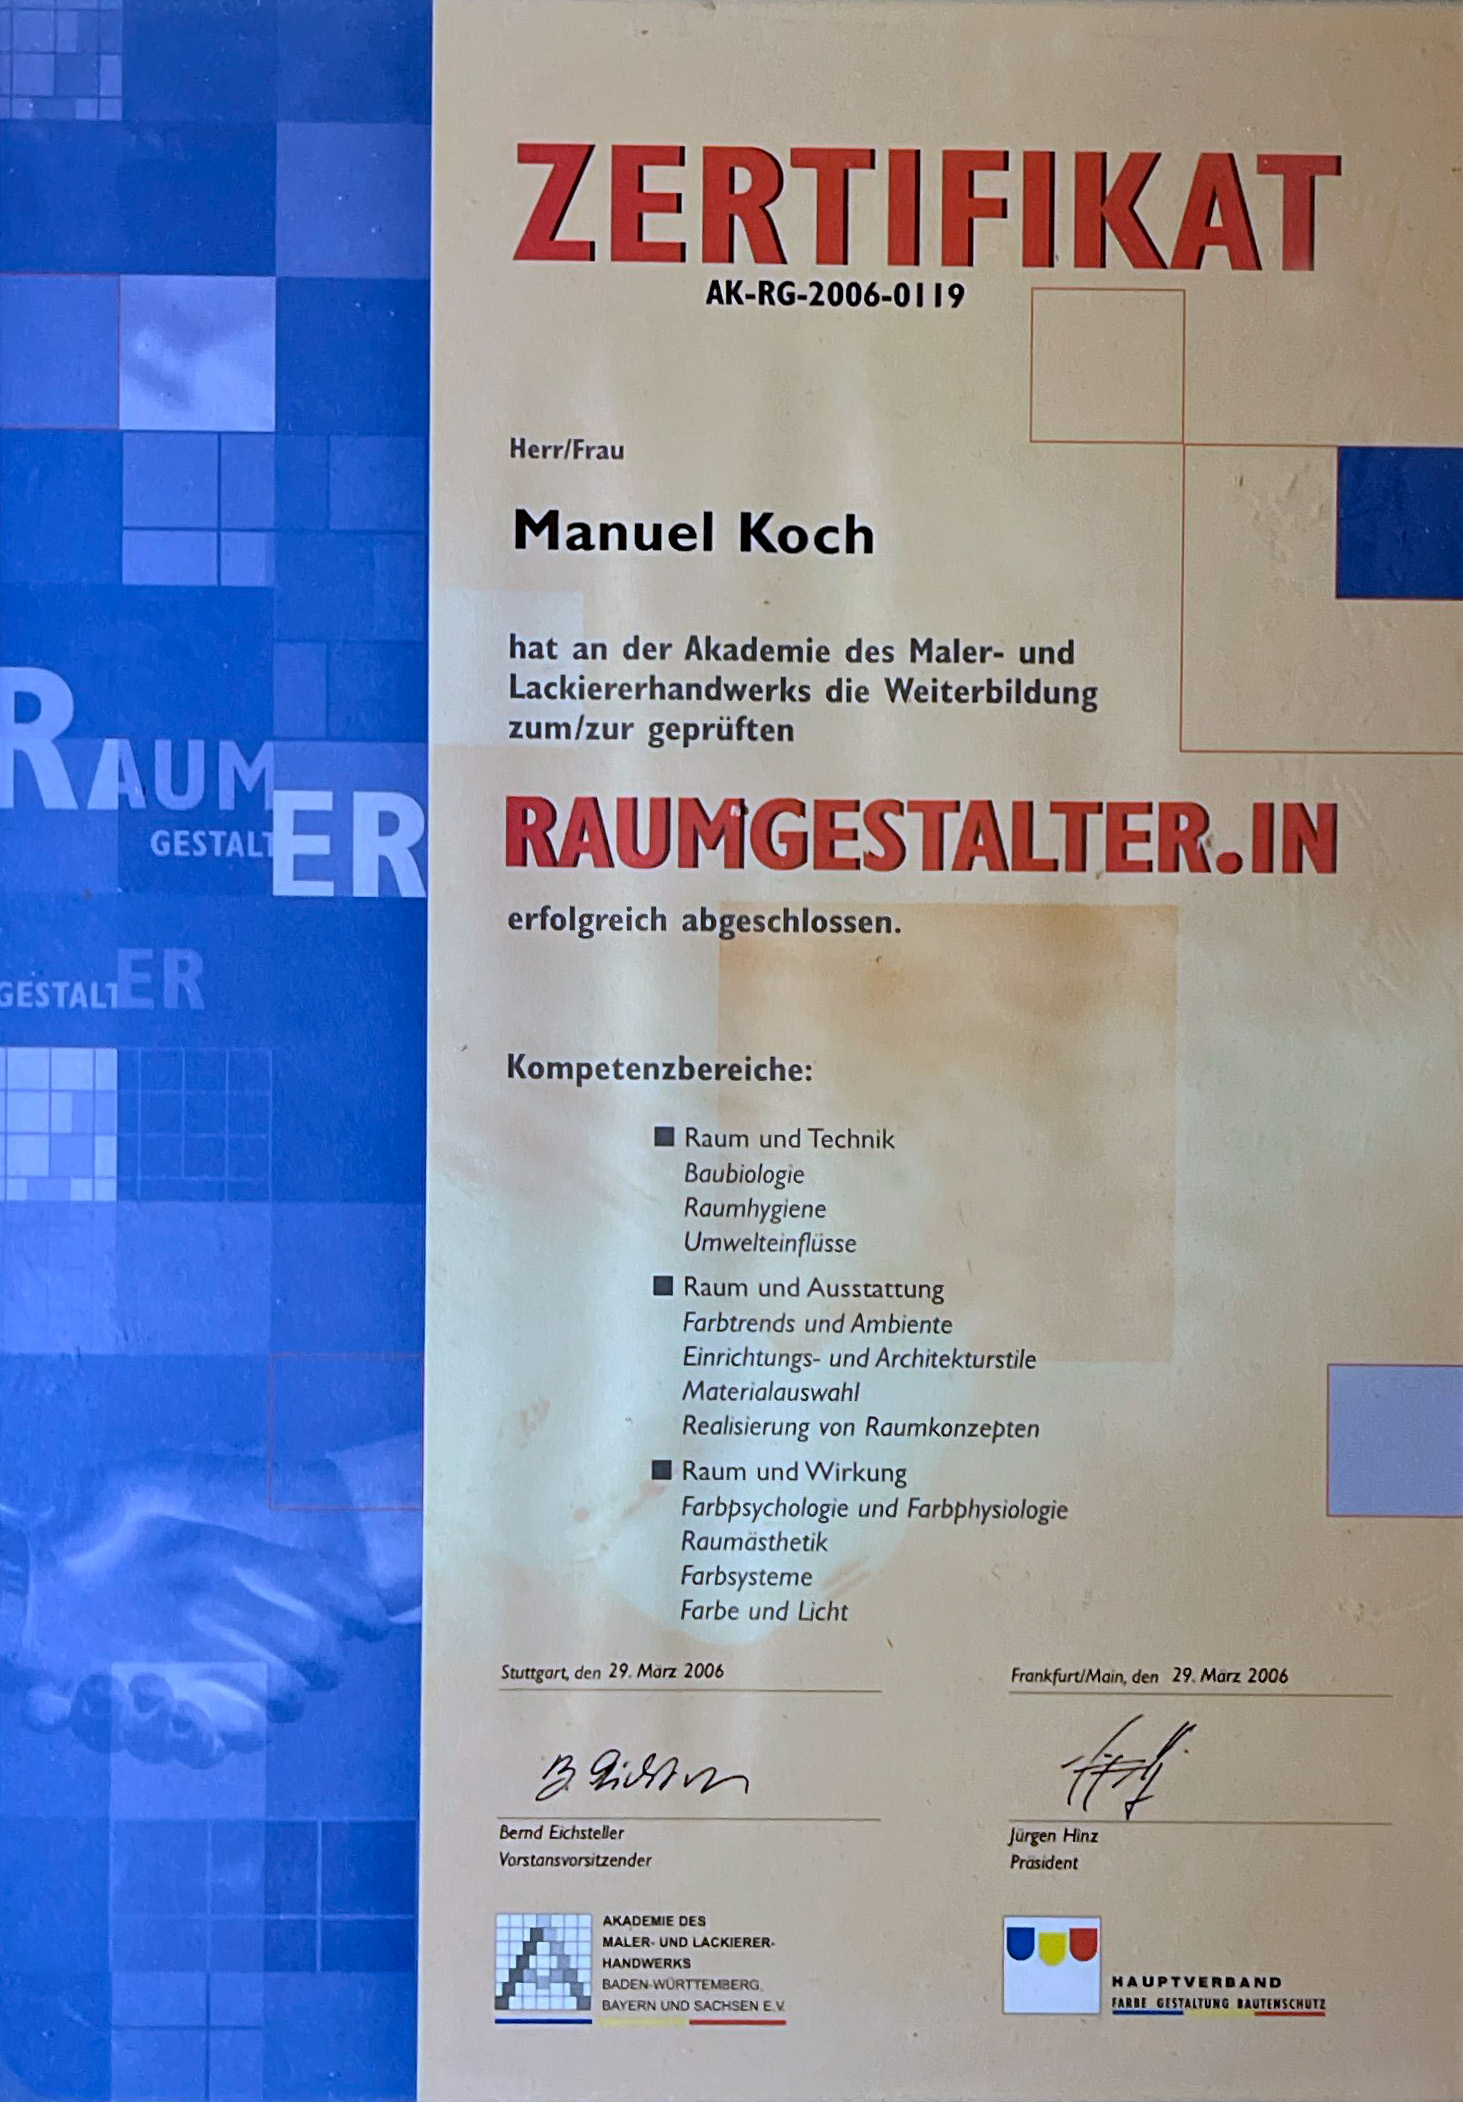 ZERTIFIKAT
AK-RG-2006-0119
Herr/Frau
Manuel Koch
hat an der Akademie des Maler- und
Lackiererhandwerks die Weiterbildung
zum/zur geprüften
RAUMGESTALTER.IN
erfolgreich abgeschlossen.
Kompetenzbereiche:
Raum und Technik
Baubiologie
Raumhygiene
Umwelteinflüsse
Raum und Ausstattung
Farbtrends und Ambiente
Einrichtungs- und Architekturstile
Materialauswahl
Realisierung von Raumkonzepten
Raum und Wirkung
Farbpsychologie und Farbphysiologie
Raumästhetik
Farbsysteme
Farbe und Licht
Stuttgart, den 29. März 2006
Bernd Eichsteller
Vorstansvorsitzender
AKADEMIE DES
MALER- UND LACKIERER-
HANDWERKS
BADEN-WÜRTTEMBERG,
BAYERN UND SACHSEN E.V.
Frankfurt/Main, den 29. März 2006
Jürgen Hinz
Präsident
HAUPTVERBAND
FARBE GESTALTUNG BAUTENSCHUTZ
RAUM
GESTALTER
GESTALTER